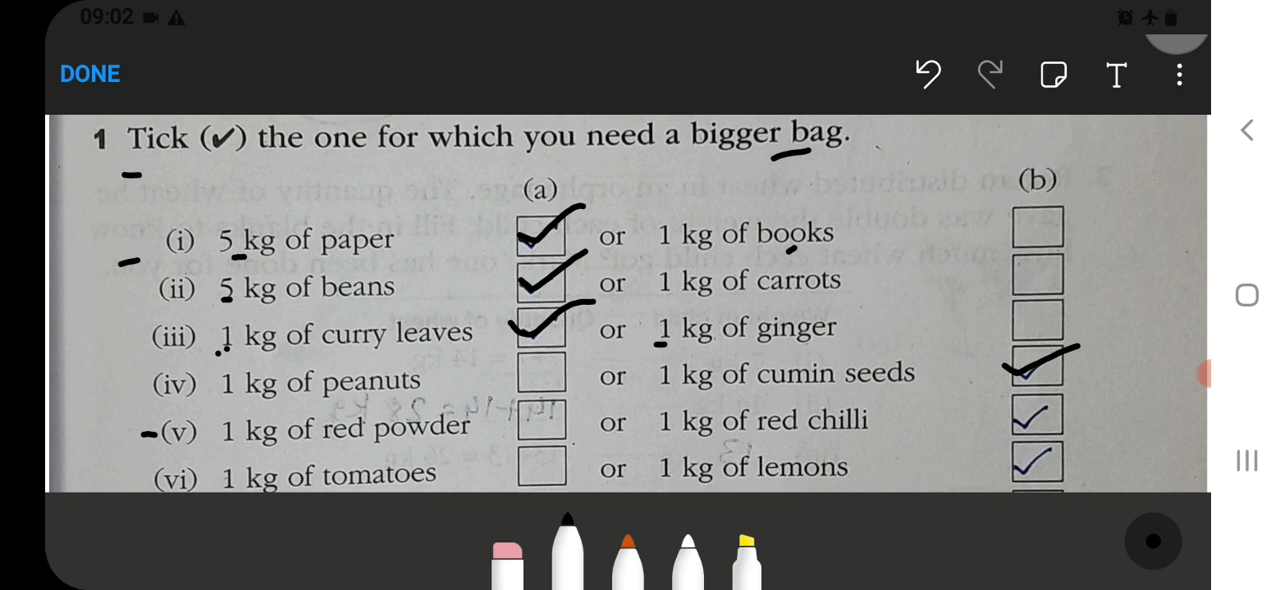 09:02
DONE
T
1 Tick (✔) the one for which you need a bigger bag.
(a) (b)
(i) 5 kg of paper ✔ or 1 kg of books
(ii) 5 kg of beans ✔ or 1 kg of carrots
(iii) 1 kg of curry leaves ✔ or 1 kg of ginger
(iv) 1 kg of peanuts or 1 kg of cumin seeds ✔
(v) 1 kg of red powder or 1 kg of red chilli ✔
(vi) 1 kg of tomatoes or 1 kg of lemons ✔